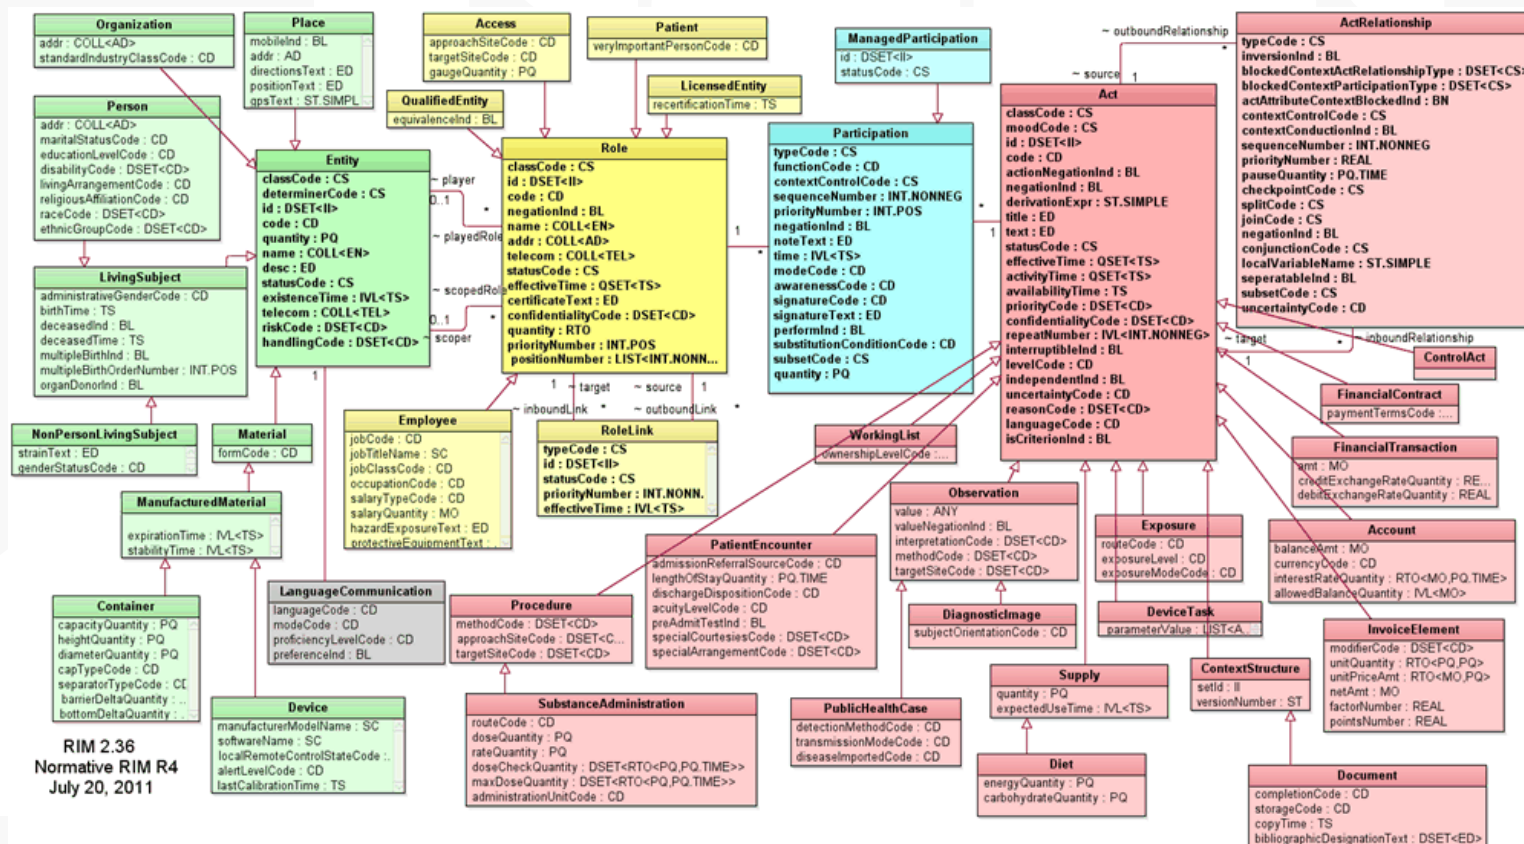 Organization
addr : COLL<AD>
standardIndustryClassCode : CD
Place
mobileInd : BL
addr : AD
directionsText : ED
positionText : ED
gpsText : ST.SIMPL
Access
approachSiteCode : CD
targetSiteCode : CD
gaugeQuantity : PQ
Patient
veryImportantPersonCode : CD
LicensedEntity
recertificationTime : TS
QualifiedEntity
equivalenceInd : BL
ManagedParticipation
id : DSET<II>
statusCode : CS
~ outboundRelationship
*
~ source 1
ActRelationship
typeCode : CS
inversionInd : BL
blockedContextActRelationshipType : DSET<CS>
blockedContextParticipationType : DSET<CS>
actAttributeContextBlockedInd : BN
contextControlCode : CS
contextConductionInd : BL
sequenceNumber : INT.NONNEG
priorityNumber : REAL
pauseQuantity : PQ.TIME
checkpointCode : CS
splitCode : CS
joinCode : CS
negationInd : BL
conjunctionCode : CS
localVariableName : ST.SIMPLE
seperatableInd : BL
subsetCode : CS
uncertaintyCode : CD
Person
addr : COLL<AD>
maritalStatusCode : CD
educationLevelCode : CD
disabilityCode : DSET<CD>
livingArrangementCode : CD
religiousAffiliationCode : CD
raceCode : DSET<CD>
ethnicGroupCode : DSET<CD>
Entity
classCode : CS
determinerCode : CS
id : DSET<II>
code : CD
quantity : PQ
name : COLL<EN>
desc : ED
statusCode : CS
existenceTime : IVL<TS>
telecom : COLL<TEL>
riskCode : DSET<CD>
handlingCode : DSET<CD>
~ player
0..1
*
~ playedRole
~ scopedRole
0..1
*
~ scoper
Role
classCode : CS
id : DSET<II>
code : CD
negationInd : BL
name : COLL<EN>
addr : COLL<AD>
telecom : COLL<TEL>
statusCode : CS
effectiveTime : QSET<TS>
certificateText : ED
confidentialityCode : DSET<CD>
quantity : RTO
priorityNumber : INT.POS
positionNumber : LIST<INT.NONN...
1
*
Participation
typeCode : CS
functionCode : CD
contextControlCode : CS
sequenceNumber : INT.NONNEG
priorityNumber : INT.POS
negationInd : BL
noteText : ED
time : IVL<TS>
modeCode : CD
awarenessCode : CD
signatureCode : CD
signatureText : ED
performInd : BL
substitutionConditionCode : CD
subsetCode : CS
quantity : PQ
*
1
Act
classCode : CS
moodCode : CS
id : DSET<II>
code : CD
actionNegationInd : BL
negationInd : BL
derivationExpr : ST.SIMPLE
title : ED
text : ED
statusCode : CS
effectiveTime : QSET<TS>
activityTime : QSET<TS>
availabilityTime : TS
priorityCode : DSET<CD>
confidentialityCode : DSET<CD>
repeatNumber : IVL<INT.NONNEG>
interruptibleInd : BL
levelCode : CD
independentInd : BL
uncertaintyCode : CD
reasonCode : DSET<CD>
languageCode : CD
isCriterionInd : BL
~ target
1
*
~ inboundRelationship
ControlAct
FinancialContract
paymentTermsCode :...
FinancialTransaction
amt : MO
creditExchangeRateQuantity : RE...
debitExchangeRateQuantity : REAL
LivingSubject
administrativeGenderCode : CD
birthTime : TS
deceasedInd : BL
deceasedTime : TS
multipleBirthInd : BL
multipleBirthOrderNumber : INT.POS
organDonorInd : BL
1
1 ~ target
~ source 1
~ inboundLink *
~ outboundLink *
NonPersonLivingSubject
strainText : ED
genderStatusCode : CD
Material
formCode : CD
Employee
jobCode : CD
jobTitleName : SC
jobClassCode : CD
occupationCode : CD
salaryTypeCode : CD
salaryQuantity : MO
hazardExposureText : ED
protectiveEquipmentText : .
RoleLink
typeCode : CS
id : DSET<II>
statusCode : CS
priorityNumber : INT.NONN.
effectiveTime : IVL<TS>
WorkingList
ownershipLevelCode :...
Observation
value : ANY
valueNegationInd : BL
interpretationCode : DSET<CD>
methodCode : DSET<CD>
targetSiteCode : DSET<CD>
Exposure
routeCode : CD
exposureLevel : CD
exposureModeCode : CD
Account
balanceAmt : MO
currencyCode : CD
interestRateQuantity : RTO<MO,PQ.TIME>
allowedBalanceQuantity : IVL<MO>
ManufacturedMaterial
expirationTime : IVL<TS>
stabilityTime : IVL<TS>
PatientEncounter
admissionReferralSourceCode : CD
lengthOfStayQuantity : PQ.TIME
dischargeDispositionCode : CD
acuityLevelCode : CD
preAdmitTestInd : BL
specialCourtesiesCode : DSET<CD>
specialArrangementCode : DSET<CD>
LanguageCommunication
languageCode : CD
modeCode : CD
proficiencyLevelCode : CD
preferenceInd : BL
Procedure
methodCode : DSET<CD>
approachSiteCode : DSET<C...
targetSiteCode : DSET<CD>
DiagnosticImage
subjectOrientationCode : CD
DeviceTask
parameterValue : LIST<A..
InvoiceElement
modifierCode : DSET<CD>
unitQuantity : RTO<PQ,PQ>
unitPriceAmt : RTO<MO,PQ>
netAmt : MO
factorNumber : REAL
pointsNumber : REAL
Container
capacityQuantity : PQ
heightQuantity : PQ
diameterQuantity : PQ
capTypeCode : CD
separatorTypeCode : CD
barrierDeltaQuantity : ..
bottomDeltaQuantity : .
Supply
quantity : PQ
expectedUseTime : IVL<TS>
ContextStructure
setId : II
versionNumber : ST
Device
manufacturerModelName : SC
softwareName : SC
localRemoteControlStateCode :.
alertLevelCode : CD
lastCalibrationTime : TS
SubstanceAdministration
routeCode : CD
doseQuantity : PQ
rateQuantity : PQ
doseCheckQuantity : DSET<RTO<PQ,PQ.TIME>>
maxDoseQuantity : DSET<RTO<PQ,PQ.TIME>>
administrationUnitCode : CD
PublicHealthCase
detectionMethodCode : CD
transmissionModeCode : CD
diseaseImportedCode : CD
Diet
energyQuantity : PQ
carbohydrateQuantity : PQ
Document
completionCode : CD
storageCode : CD
copyTime : TS
bibliographicDesignationText : DSET<ED>
RIM 2.36
Normative RIM R4
July 20, 2011